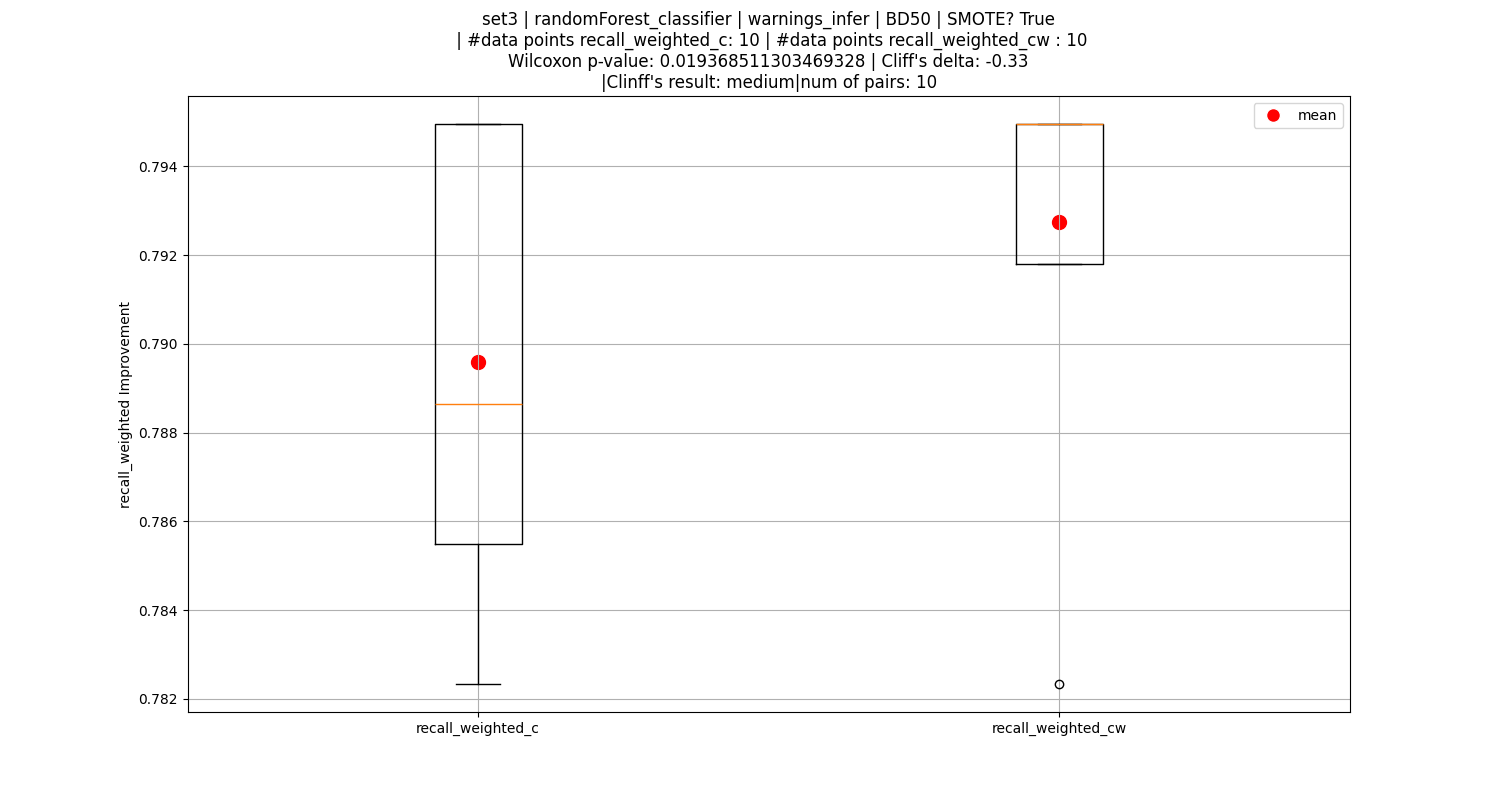 set3 | randomForest_classifier | warnings_infer | BD50 | SMOTE? True
| #data points recall_weighted_c: 10 | #data points recall_weighted_cw : 10
Wilcoxon p-value: 0.019368511303469328 | Cliff's delta: -0.33
|Clinff's result: medium|num of pairs: 10
mean
0.794
0.792
0.790
0.788
0.786
0.784
0.782
recall_weighted Improvement
recall_weighted_c
recall_weighted_cw